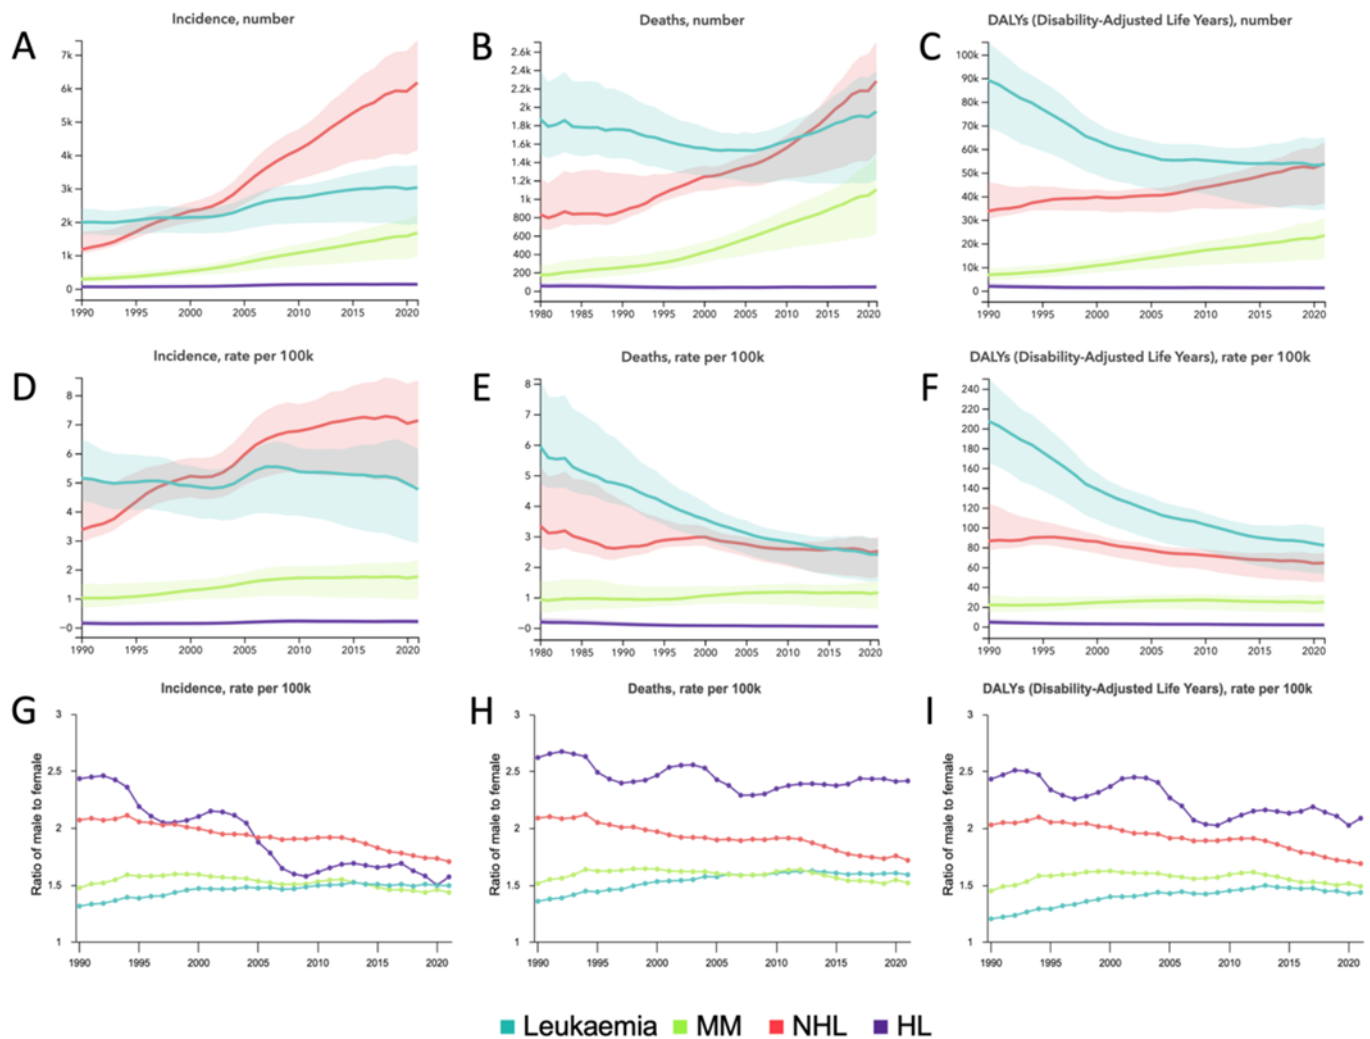 Incidence, number
Deaths, number
DALYs (Disability-Adjusted Life Years), number
A
7k
6k
5k
4k
3k
2k
1k
0
1990 1995 2000 2005 2010 2015 2020
B
2.6k
2.4k
2.2k
2k
1.8k
1.6k
1.4k
1.2k
1k
800
600
400
200
0
1980 1985 1990 1995 2000 2005 2010 2015 2020
C
100k
90k
80k
70k
60k
50k
40k
30k
20k
10k
0
1990 1995 2000 2005 2010 2015 2020
Incidence, rate per 100k
Deaths, rate per 100k
DALYs (Disability-Adjusted Life Years), rate per 100k
D
8
7
6
5
4
3
2
1
−0
1990 1995 2000 2005 2010 2015 2020
E
8
7
6
5
4
3
2
1
−0
1980 1985 1990 1995 2000 2005 2010 2015 2020
F
240
220
200
180
160
140
120
100
80
60
40
20
0
1990 1995 2000 2005 2010 2015 2020
Incidence, rate per 100k
Deaths, rate per 100k
DALYs (Disability-Adjusted Life Years), rate per 100k
G
Ratio of male to female
3
2.5
2
1.5
1
1990 1995 2000 2005 2010 2015 2020
H
Ratio of male to female
3
2.5
2
1.5
1
1990 1995 2000 2005 2010 2015 2020
I
Ratio of male to female
3
2.5
2
1.5
1
1990 1995 2000 2005 2010 2015 2020
Leukaemia MM NHL HL